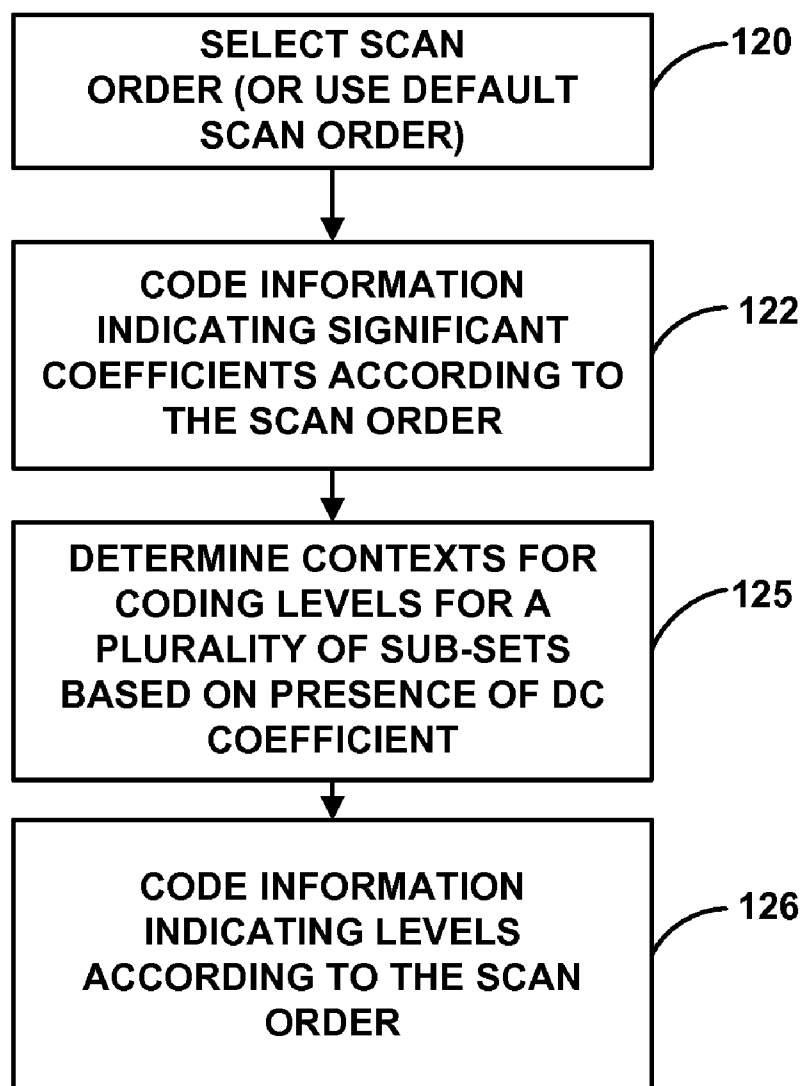 SELECT SCAN
ORDER (OR USE DEFAULT
SCAN ORDER)
120
CODE INFORMATION
INDICATING SIGNIFICANT
COEFFICIENTS ACCORDING TO
THE SCAN ORDER
122
DETERMINE CONTEXTS FOR
CODING LEVELS FOR A
PLURALITY OF SUB-SETS
BASED ON PRESENCE OF DC
COEFFICIENT
125
CODE INFORMATION
INDICATING LEVELS
ACCORDING TO THE SCAN
ORDER
126